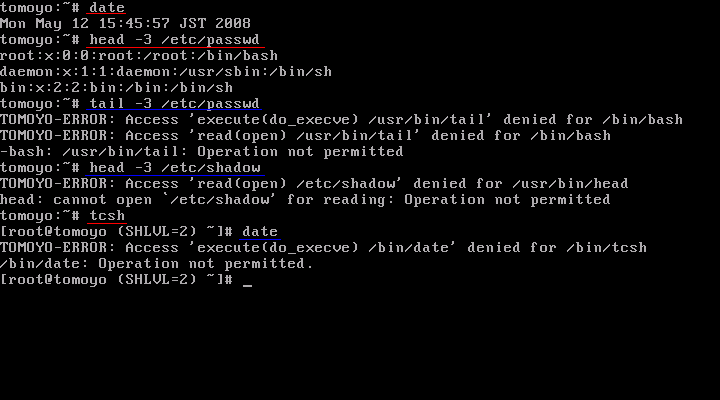 tomoyo:~# date
Mon May 12 15:45:57 JST 2008
tomoyo:~# head -3 /etc/passwd
root:x:0:0:root:/root:/bin/bash
daemon:x:1:1:daemon:/usr/sbin:/bin/sh
bin:x:2:2:bin:/bin:/bin/sh
tomoyo:~# tail -3 /etc/passwd
TOMOYO-ERROR: Access 'execute(do_execve) /usr/bin/tail' denied for /bin/bash
TOMOYO-ERROR: Access 'read(open) /usr/bin/tail' denied for /bin/bash
-bash: /usr/bin/tail: Operation not permitted
tomoyo:~# head -3 /etc/shadow
TOMOYO-ERROR: Access 'read(open) /etc/shadow' denied for /usr/bin/head
head: cannot open `/etc/shadow' for reading: Operation not permitted
tomoyo:~# tcsh
[root@tomoyo (SHLVL=2) ~]# date
TOMOYO-ERROR: Access 'execute(do_execve) /bin/date' denied for /bin/tcsh
/bin/date: Operation not permitted.
[root@tomoyo (SHLVL=2) ~]# _